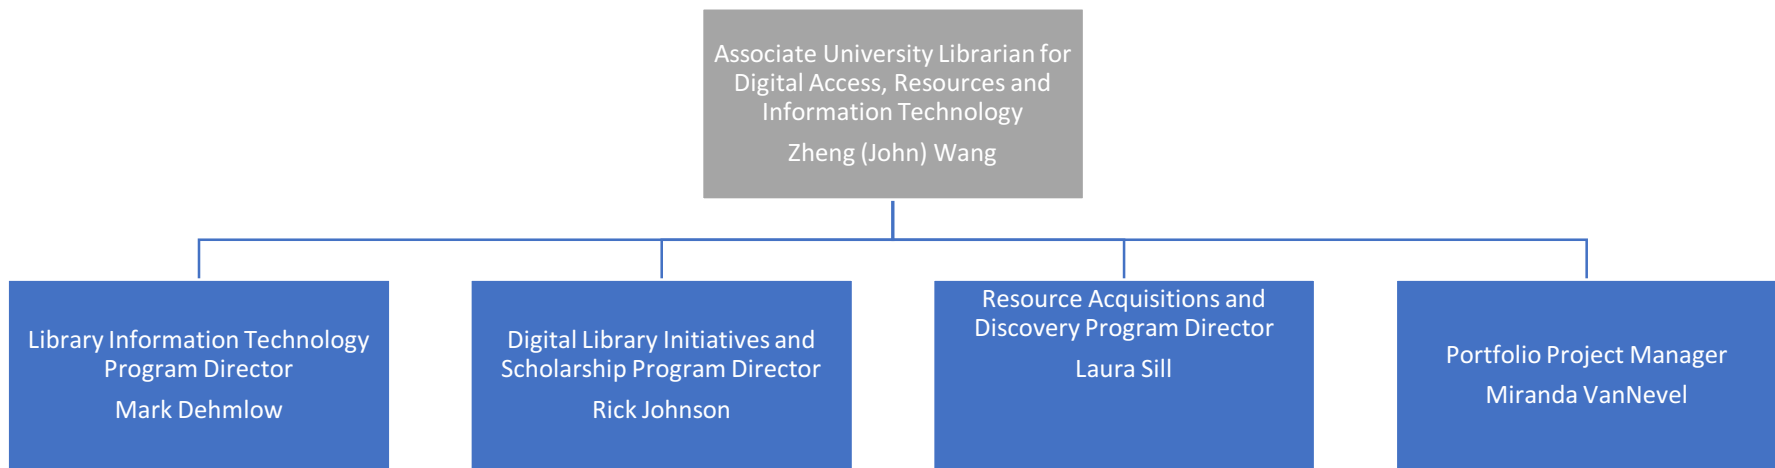 Associate University Librarian for
Digital Access, Resources and
Information Technology
Zheng (John) Wang
Library Information Technology
Program Director
Mark Dehmlow
Digital Library Initiatives and
Scholarship Program Director
Rick Johnson
Resource Acquisitions and
Discovery Program Director
Laura Sill
Portfolio Project Manager
Miranda VanNevel